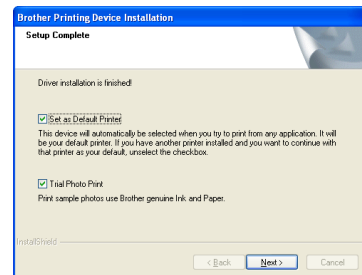 Brother Printing Device Installation
Setup Complete
Driver installation is finished!
Set as Default Printer
This device will automatically be selected when you try to print from any application. It will
be your default printer. If you have another printer installed and you want to continue with
that printer as your default, unselect the checkbox.
Trial Photo Print
Print sample photos use Brother genuine Ink and Paper.
InstallShield
< Back
Next >
Cancel